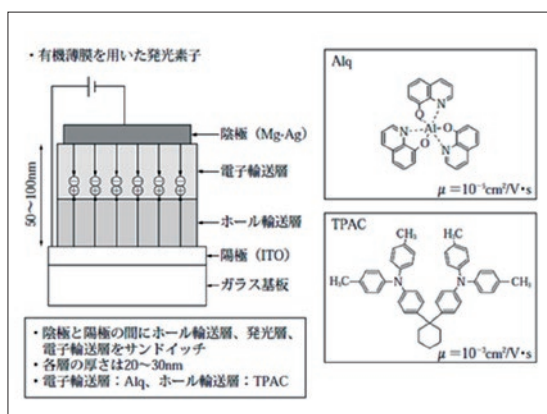 ・有機薄膜を用いた発光素子
陰極（Mg-Ag）
電子輸送層
ホール輸送層
陽極（ITO）
ガラス基板
50～100nm
⊖ ⊖ ⊖ ⊖ ⊖ ⊖
⊕ ⊕ ⊕ ⊕ ⊕ ⊕
・陰極と陽極の間にホール輸送層、発光層、
電子輸送層をサンドイッチ
・各層の厚さは20～30nm
・電子輸送層：Alq、ホール輸送層：TPAC
Alq
N
O Al O
N O N
TPAC
CH₃ H₃C
N N
H₃C CH₃